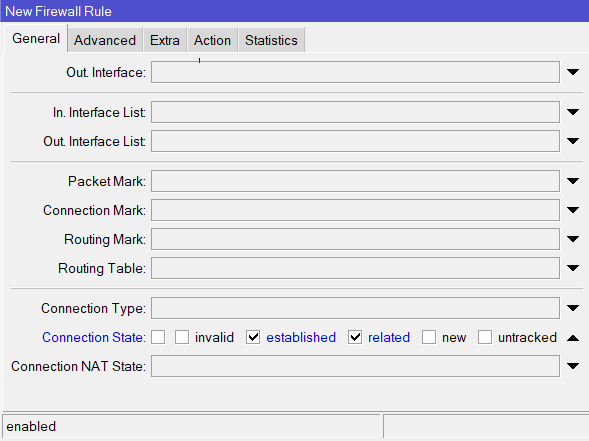 New Firewall Rule
General Advanced Extra Action Statistics
Out. Interface:
In. Interface List:
Out. Interface List:
Packet Mark:
Connection Mark:
Routing Mark:
Routing Table:
Connection Type:
Connection State: invalid established related new untracked
Connection NAT State:
enabled